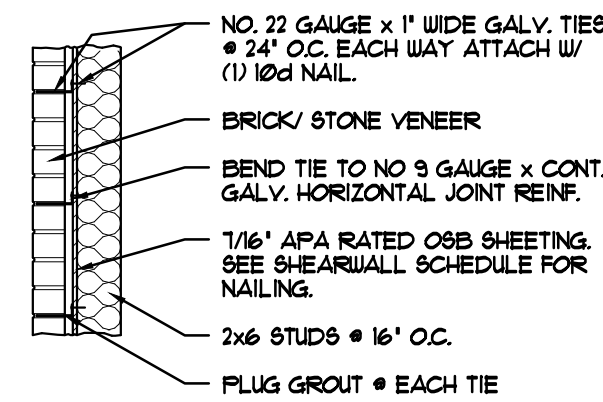 NO. 22 GAUGE x 1" WIDE GALV. TIES
@ 24" O.C. EACH WAY ATTACH W/
(1) 10d NAIL.
BRICK/ STONE VENEER
BEND TIE TO NO 9 GAUGE x CONT.
GALV. HORIZONTAL JOINT REINF.
7/16" APA RATED OSB SHEETING.
SEE SHEARWALL SCHEDULE FOR
NAILING.
2x6 STUDS @ 16" O.C.
PLUG GROUT @ EACH TIE